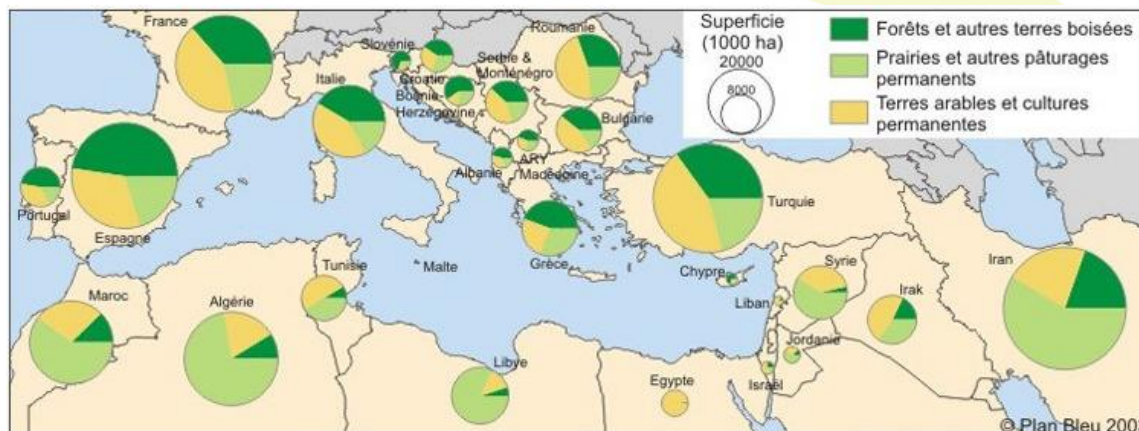 France
Slovénie
Roumanie
Superficie
(1000 ha)
20000
8000
Forêts et autres terres boisées
Prairies et autres pâturages
permanents
Terres arables et cultures
permanentes
Italie
Croatie
Bosnie-
Herzégovine
Serbie &
Monténégro
Bulgarie
Albanie
ARY
Macédoine
Portugal
Espagne
Grèce
Turquie
Maroc
Algérie
Tunisie
Malte
Chypre
Syrie
Liban
Irak
Iran
Libye
Egypte
Israël
Jordanie
© Plan Bleu